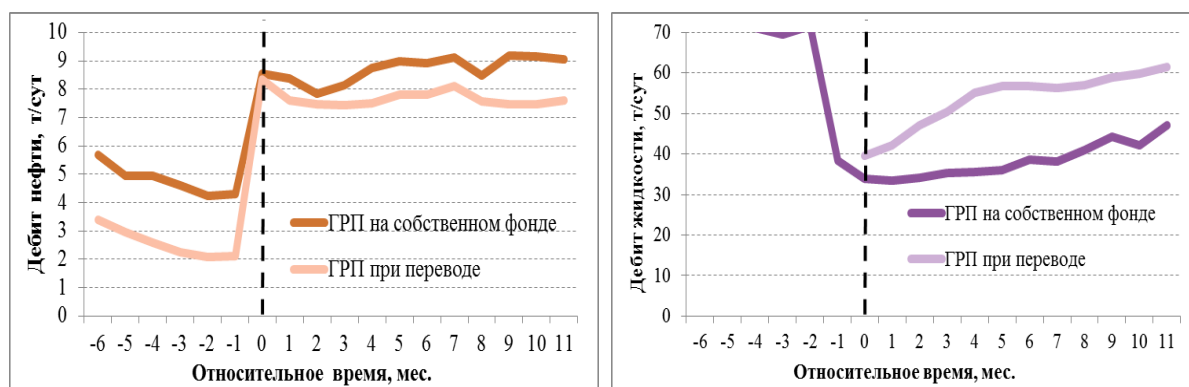 Дебит нефти, т/сут
10
9
8
7
6
5
4
3
2
1
0
ГРП на собственном фонде
ГРП при переводе
-6 -5 -4 -3 -2 -1 0 1 2 3 4 5 6 7 8 9 10 11
Относительное время, мес.
Дебит жидкости, т/сут
70
60
50
40
30
20
10
0
ГРП на собственном фонде
ГРП при переводе
-6 -5 -4 -3 -2 -1 0 1 2 3 4 5 6 7 8 9 10 11
Относительное время, мес.